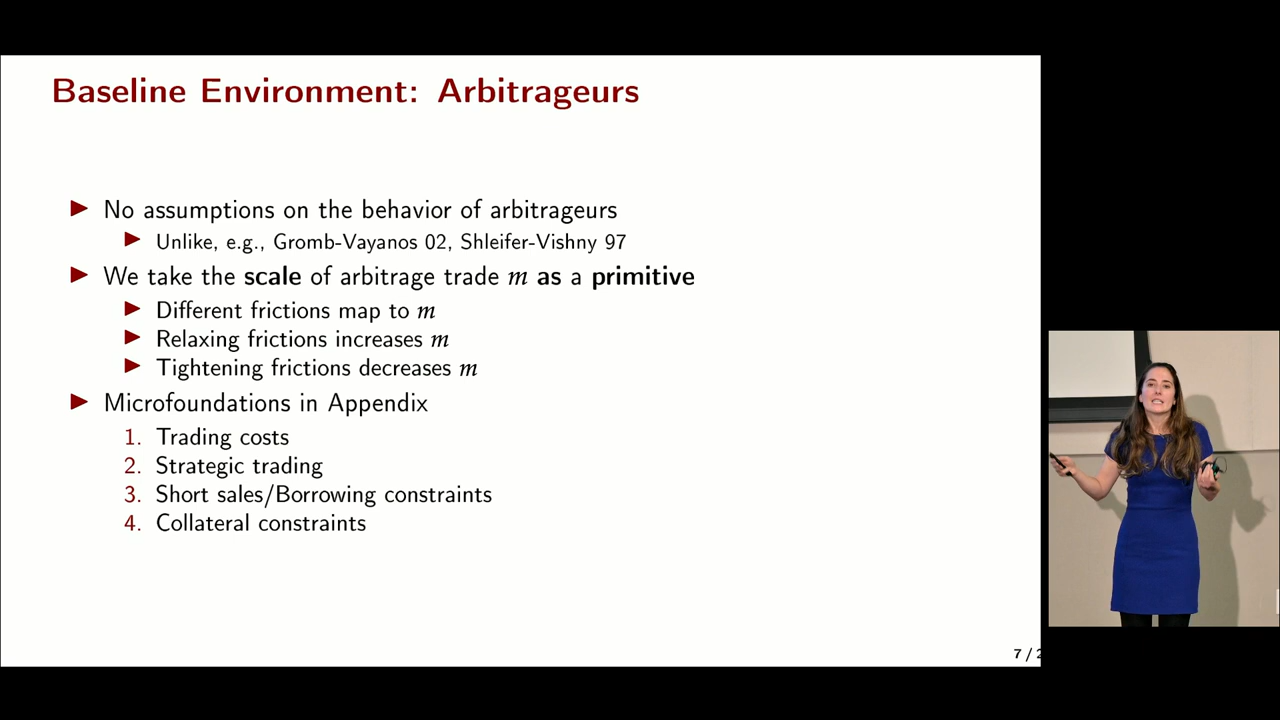 Baseline Environment: Arbitrageurs
▶ No assumptions on the behavior of arbitrageurs
▶ Unlike, e.g., Gromb-Vayanos 02, Shleifer-Vishny 97
▶ We take the scale of arbitrage trade m as a primitive
▶ Different frictions map to m
▶ Relaxing frictions increases m
▶ Tightening frictions decreases m
▶ Microfoundations in Appendix
1. Trading costs
2. Strategic trading
3. Short sales/Borrowing constraints
4. Collateral constraints
7 /